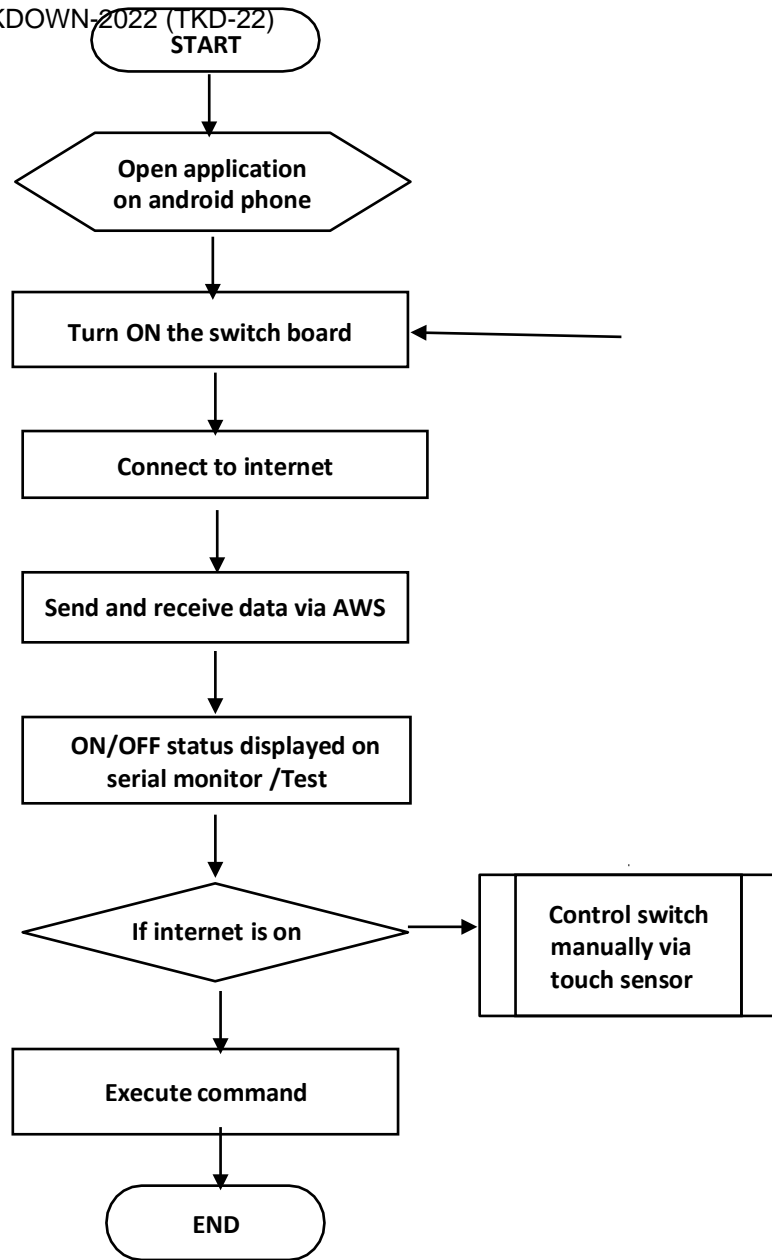 KDOWN-2022 (TKD-22)
START
Open application
on android phone
Turn ON the switch board
Connect to internet
Send and receive data via AWS
ON/OFF status displayed on
serial monitor /Test
If internet is on
Control switch
manually via
touch sensor
Execute command
END